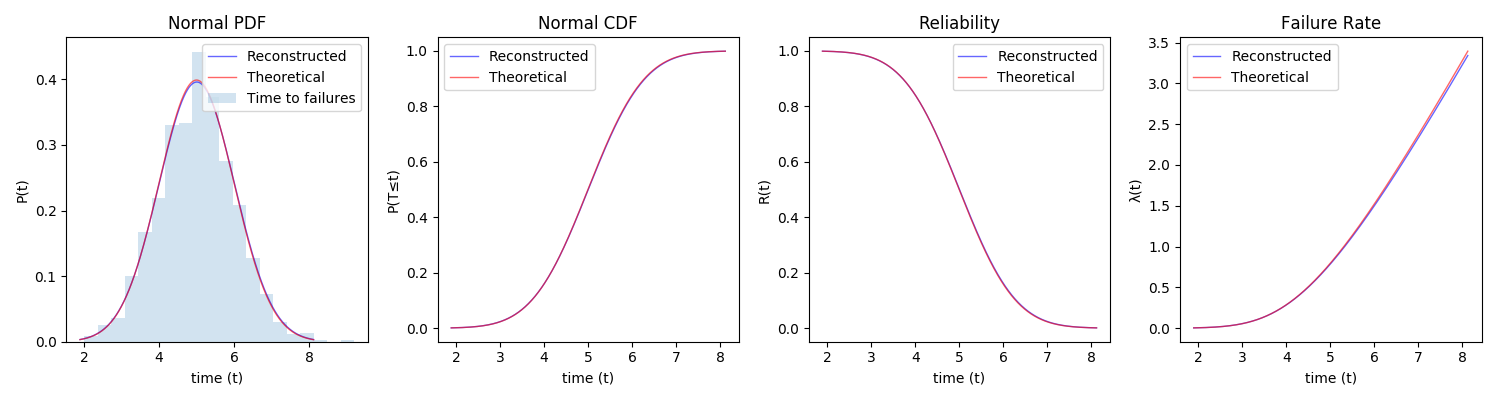 Normal PDF
P(t)
0.4
0.3
0.2
0.1
0.0
Reconstructed
Theoretical
Time to failures
2 4 6 8
time (t)
Normal CDF
P(T≤t)
1.0
0.8
0.6
0.4
0.2
0.0
Reconstructed
Theoretical
2 3 4 5 6 7 8
time (t)
Reliability
R(t)
1.0
0.8
0.6
0.4
0.2
0.0
Reconstructed
Theoretical
2 3 4 5 6 7 8
time (t)
Failure Rate
λ(t)
3.5
3.0
2.5
2.0
1.5
1.0
0.5
0.0
Reconstructed
Theoretical
2 3 4 5 6 7 8
time (t)